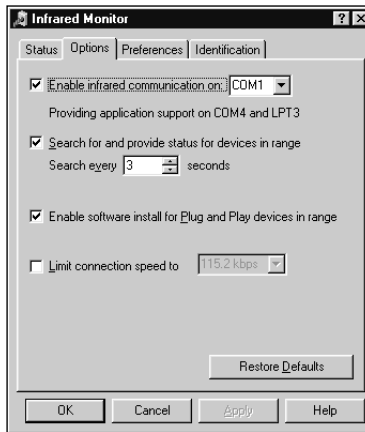 Infrared Monitor
Status Options Preferences Identification
Enable infrared communication on: COM1
Providing application support on COM4 and LPT3
Search for and provide status for devices in range
Search every 3 seconds
Enable software install for Plug and Play devices in range
Limit connection speed to 115.2 kbps
Restore Defaults
OK Cancel Apply Help